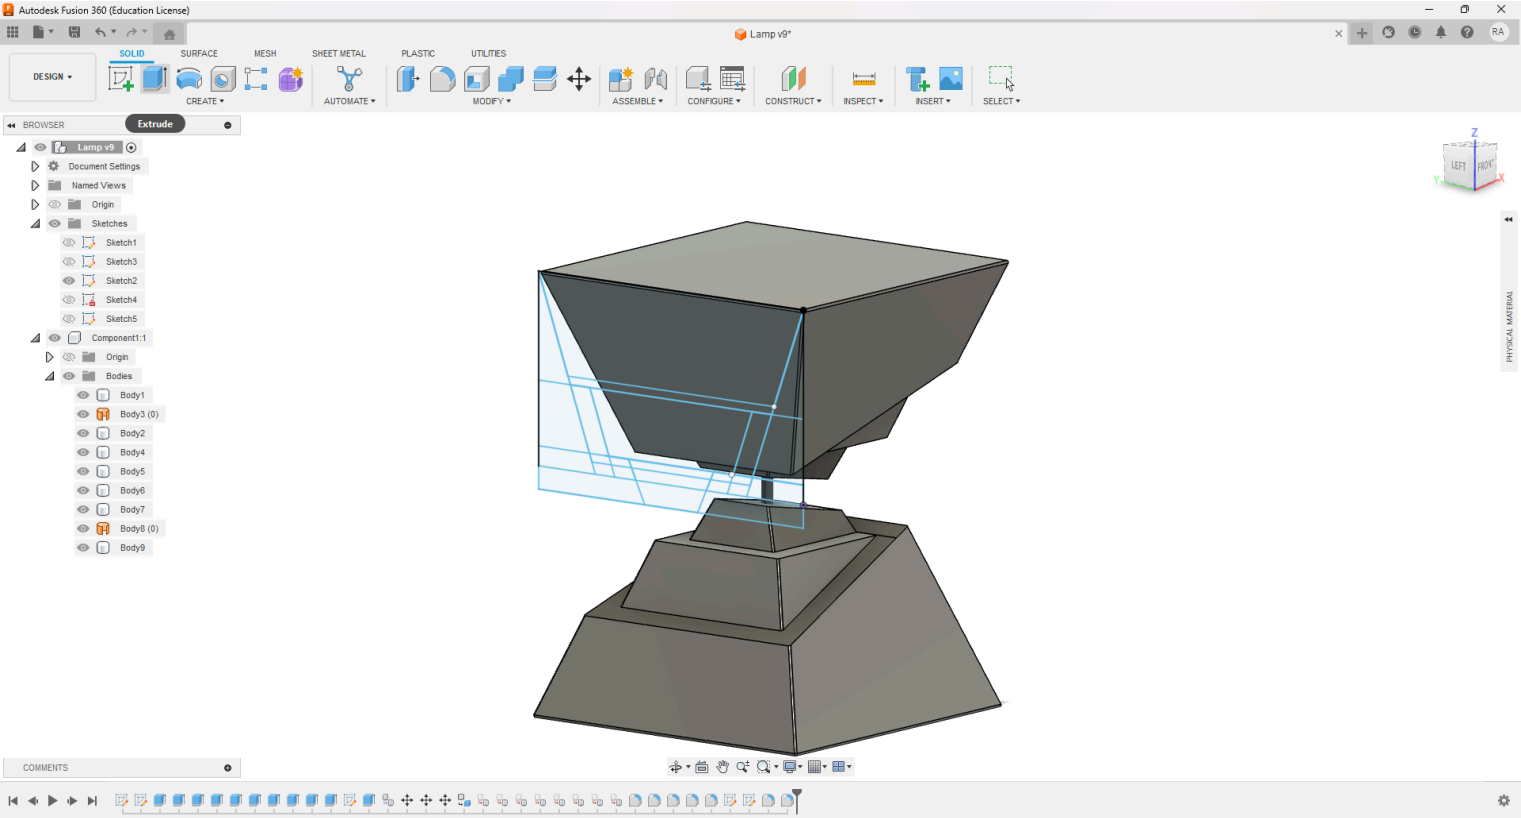 Autodesk Fusion 360 (Education License)
Lamp v9*
RA
SOLID SURFACE MESH SHEET METAL PLASTIC UTILITIES
DESIGN
CREATE AUTOMATE MODIFY ASSEMBLE CONFIGURE CONSTRUCT INSPECT INSERT SELECT
BROWSER
Extrude
Lamp v9
Document Settings
Named Views
Origin
Sketches
Sketch1
Sketch3
Sketch2
Sketch4
Sketch5
Component1:1
Origin
Bodies
Body1
Body3 (0)
Body2
Body4
Body5
Body6
Body7
Body8 (0)
Body9
Z
LEFT FRONT
Y X
PHYSICAL MATERIAL
COMMENTS